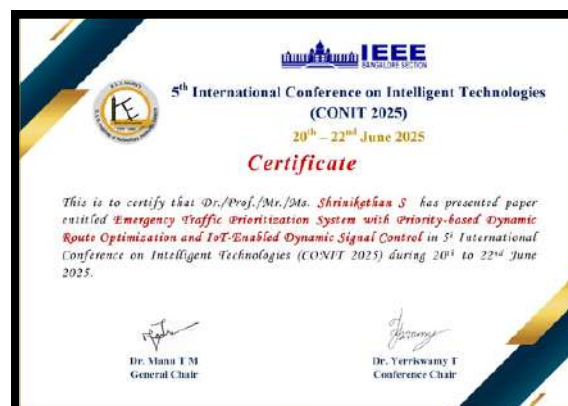 IEEE
BANGALORE SECTION
5th International Conference on Intelligent Technologies
(CONIT 2025)
20th – 22nd June 2025
Certificate
This is to certify that Dr./Prof./Mr./Ms. Shrinikethan S has presented paper
entitled Emergency Traffic Prioritization System with Priority-based Dynamic
Route Optimization and IoT-Enabled Dynamic Signal Control in 5th International
Conference on Intelligent Technologies (CONIT 2025) during 20th to 22nd June
2025.
Dr. Manu T M
General Chair
Dr. Yerriswamy T
Conference Chair